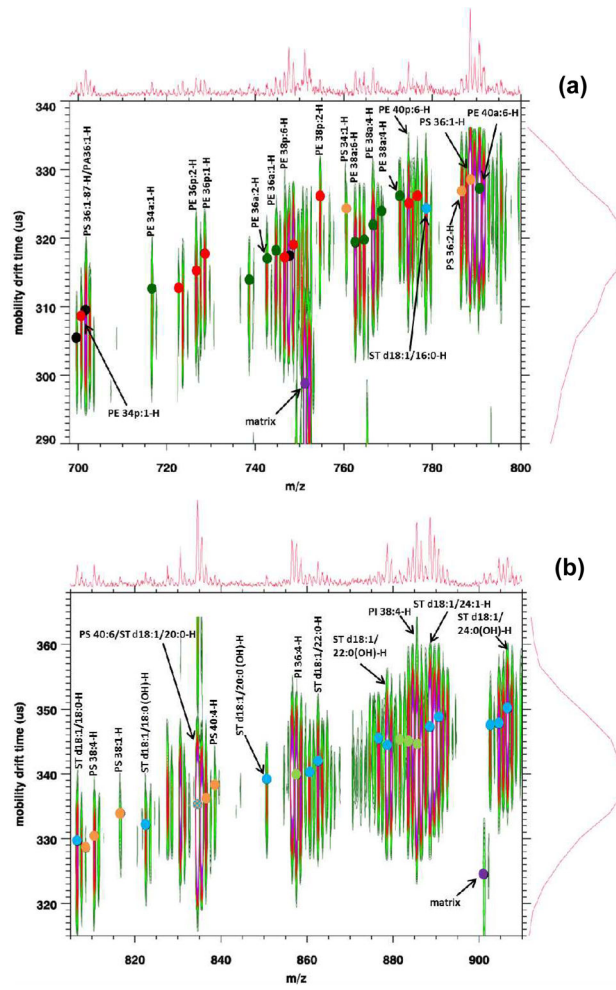 (a)
340
330
320
310
300
290
mobility drift time (us)
700
720
740
760
780
800
m/z
PS 36:1-87-H/PA36:1-H
PE 34p:1-H
PE 34a:1-H
PE 36p:2-H
PE 36p:1-H
PE 36a:2-H
PE 36a:1-H
PE 38p:6-H
PE 38p:2-H
matrix
PS 34:1-H
PE 38a:6-H
PE 38a:4-H
PE 38a:4-H
PE 40p:6-H
ST d18:1/16:0-H
PS 36:2-H
PS 36:1-H
PE 40a:6-H
(b)
360
350
340
330
320
mobility drift time (us)
820
840
860
880
900
m/z
ST d18:1/18:0-H
PS 38:4-H
PS 38:1-H
ST d18:1/18:0(OH)-H
PS 40:6/ST d18:1/20:0-H
PS 40:4-H
ST d18:1/20:0 (OH)-H
PI 36:4-H
ST d18:1/22:0-H
ST d18:1/
22:0(OH)-H
PI 38:4-H
ST d18:1/24:1-H
ST d18:1/
24:0(OH)-H
matrix